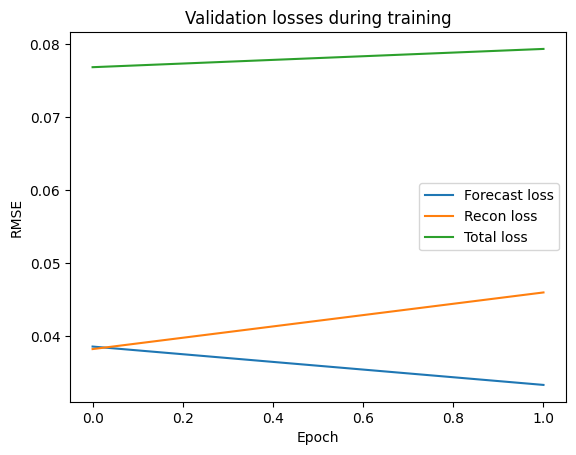 Validation losses during training
0.08
0.07
0.06
0.05
0.04
RMSE
Forecast loss
Recon loss
Total loss
0.0 0.2 0.4 0.6 0.8 1.0
Epoch